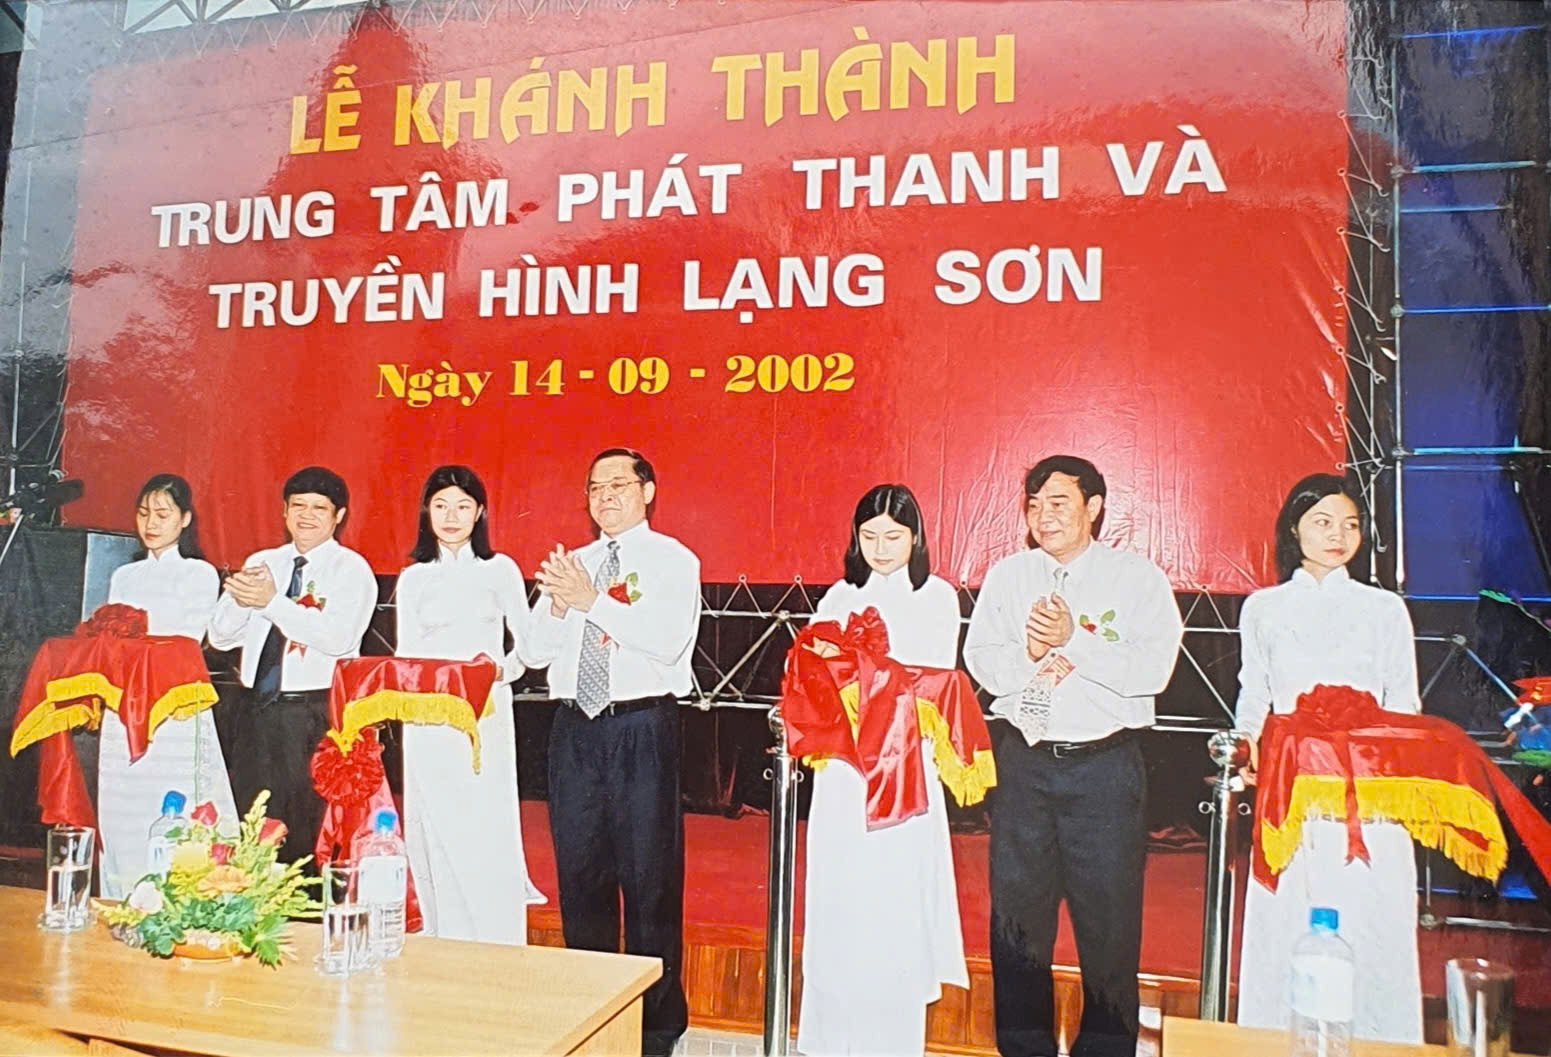 LỄ KHÁNH THÀNH
TRUNG TÂM PHÁT THANH VÀ
TRUYỀN HÌNH LẠNG SƠN
Ngày 14 - 09 - 2002